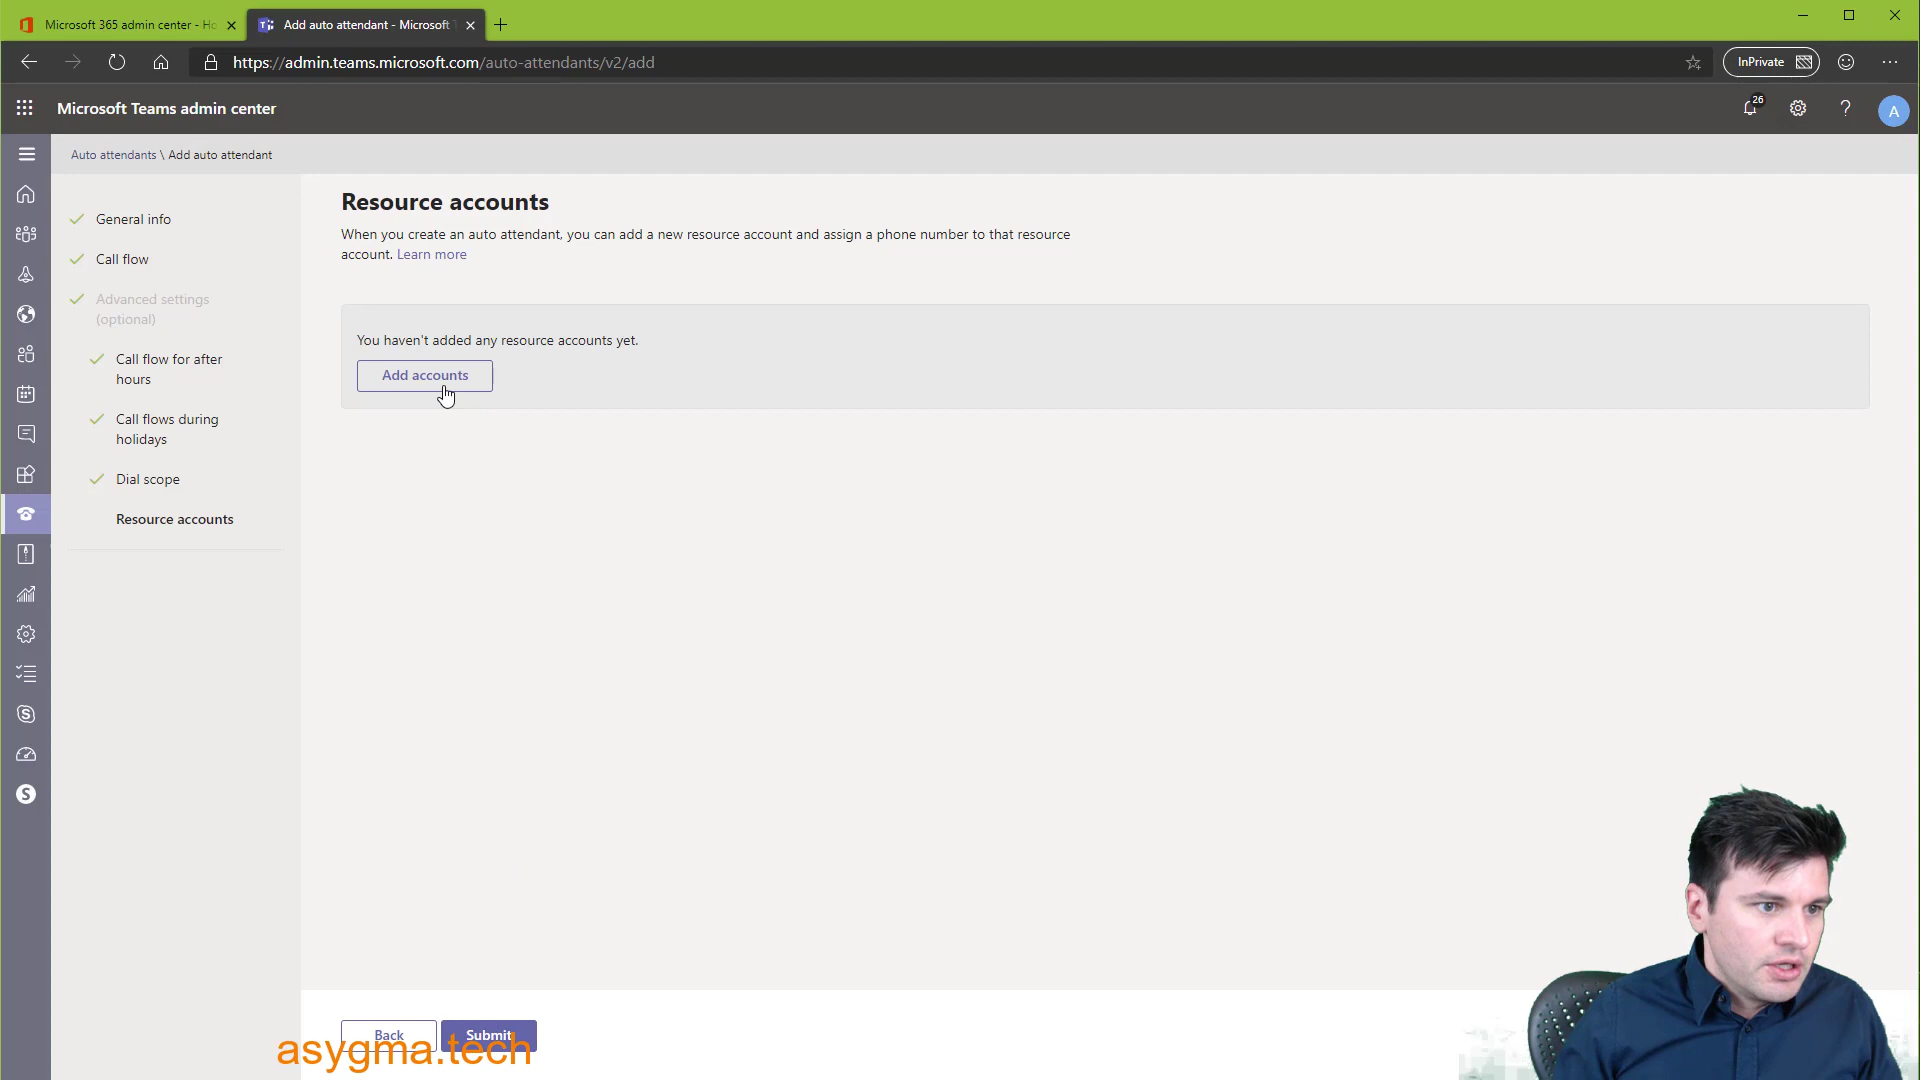 Microsoft 365 admin center - Ho
Add auto attendant - Microsoft T
https://admin.teams.microsoft.com/auto-attendants/v2/add
InPrivate
Microsoft Teams admin center
26
A
Auto attendants \ Add auto attendant
General info
Call flow
Advanced settings
(optional)
Call flow for after
hours
Call flows during
holidays
Dial scope
Resource accounts
Resource accounts
When you create an auto attendant, you can add a new resource account and assign a phone number to that resource
account. Learn more
You haven't added any resource accounts yet.
Add accounts
Back
Submit
asygma.tech